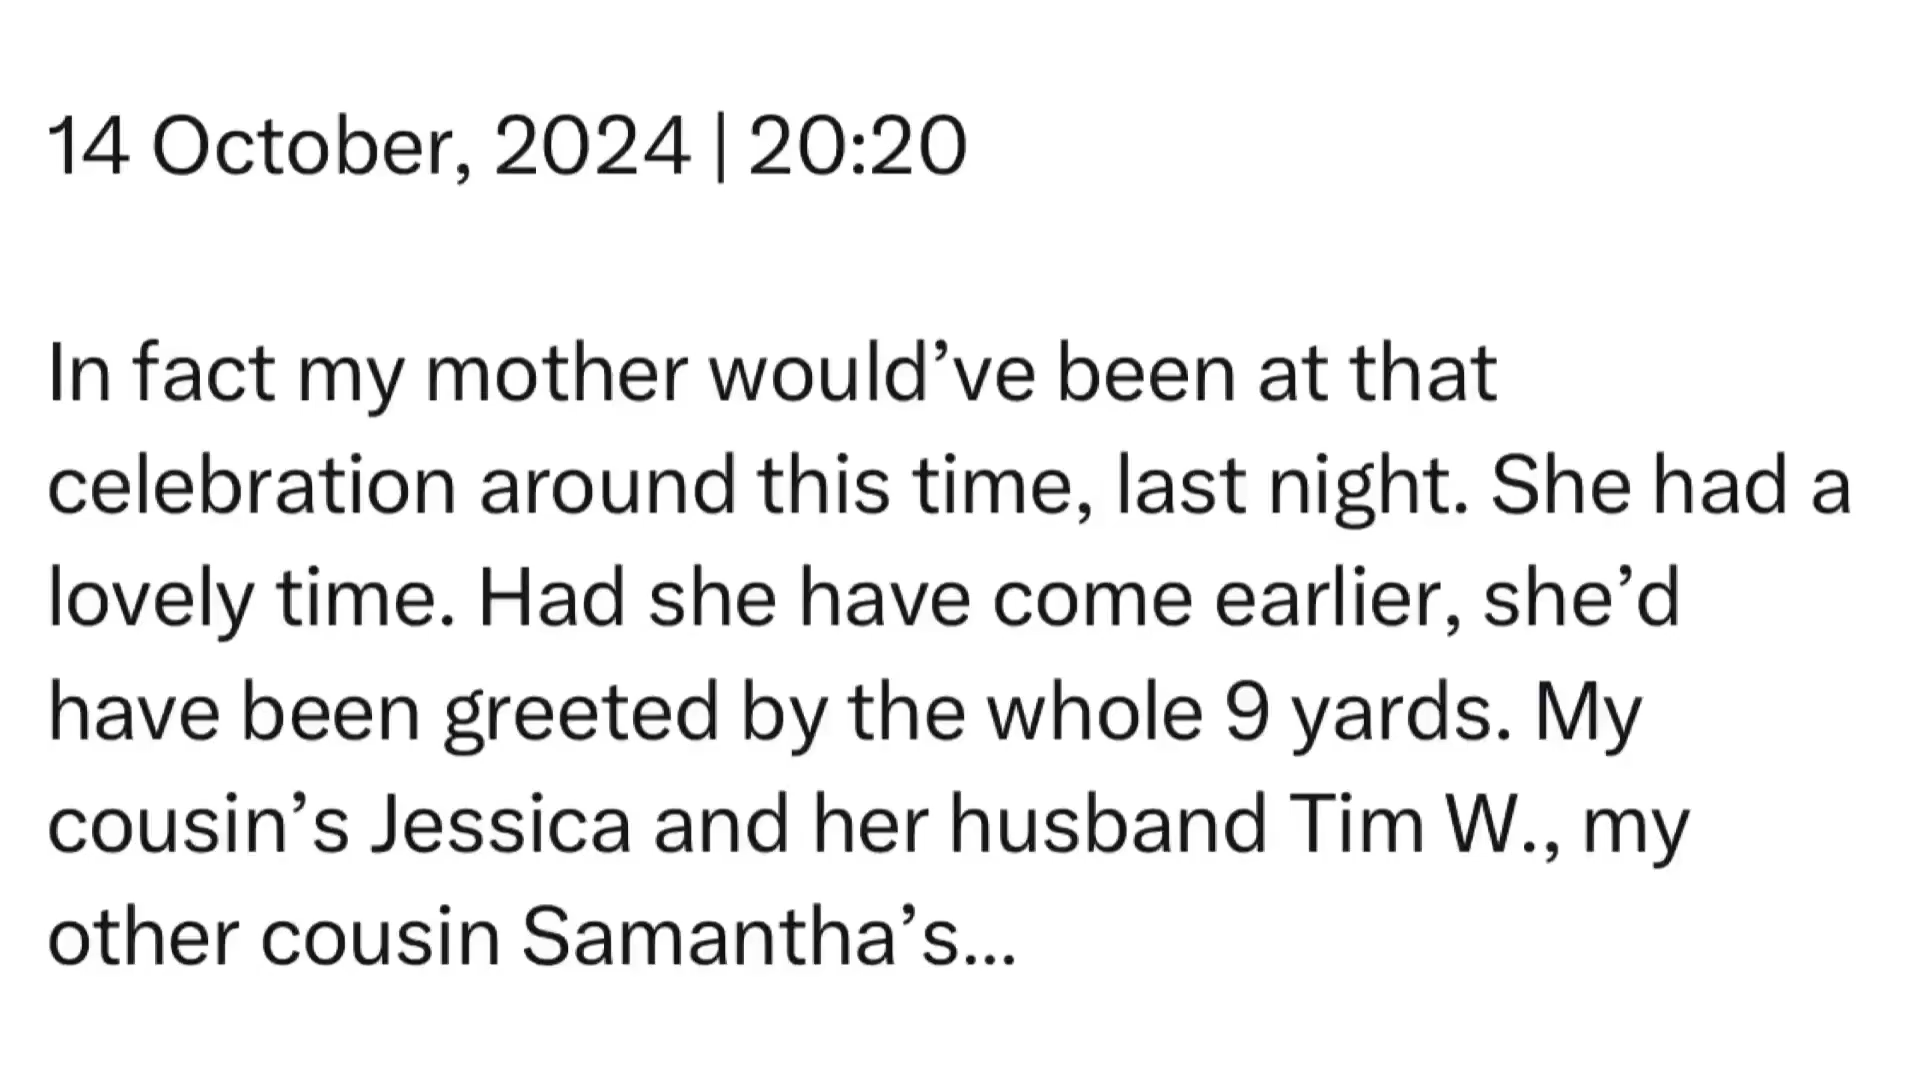 14 October, 2024 | 20:20
In fact my mother would’ve been at that
celebration around this time, last night. She had a
lovely time. Had she have come earlier, she’d
have been greeted by the whole 9 yards. My
cousin’s Jessica and her husband Tim W., my
other cousin Samantha’s...